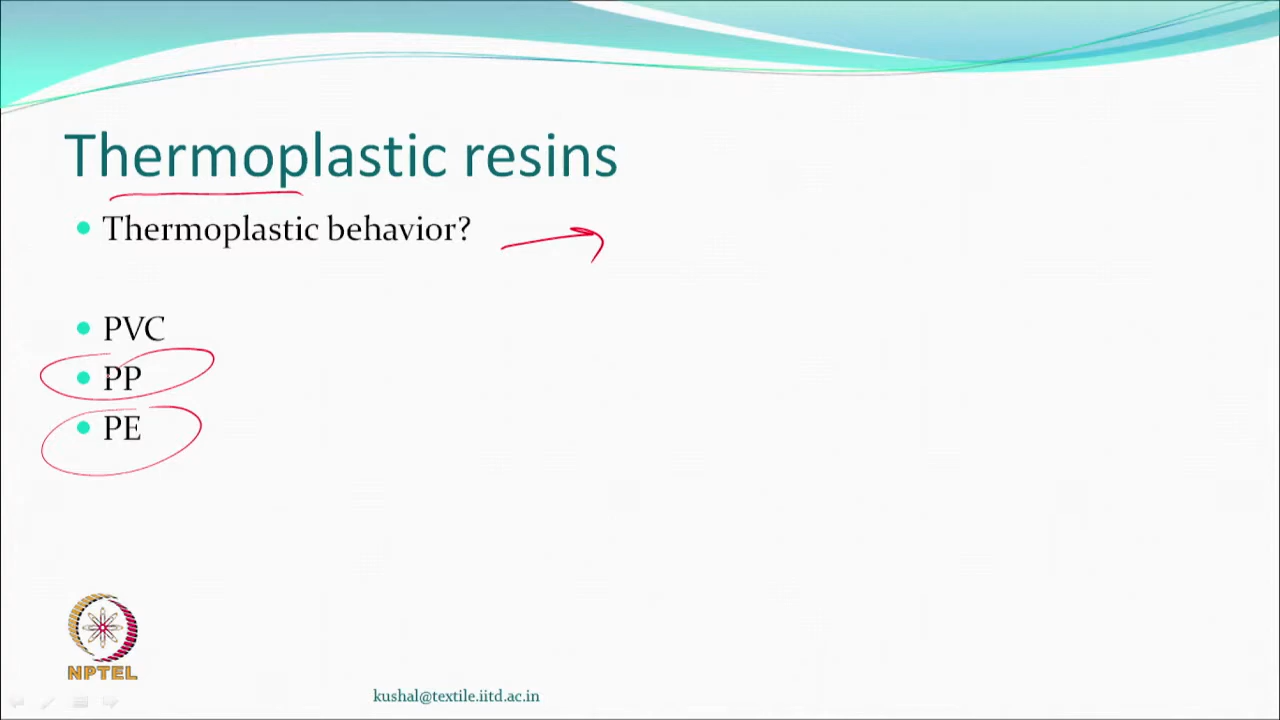 Thermoplastic resins
Thermoplastic behavior?
PVC
PP
PE
NPTEL
kushal@textile.iitd.ac.in